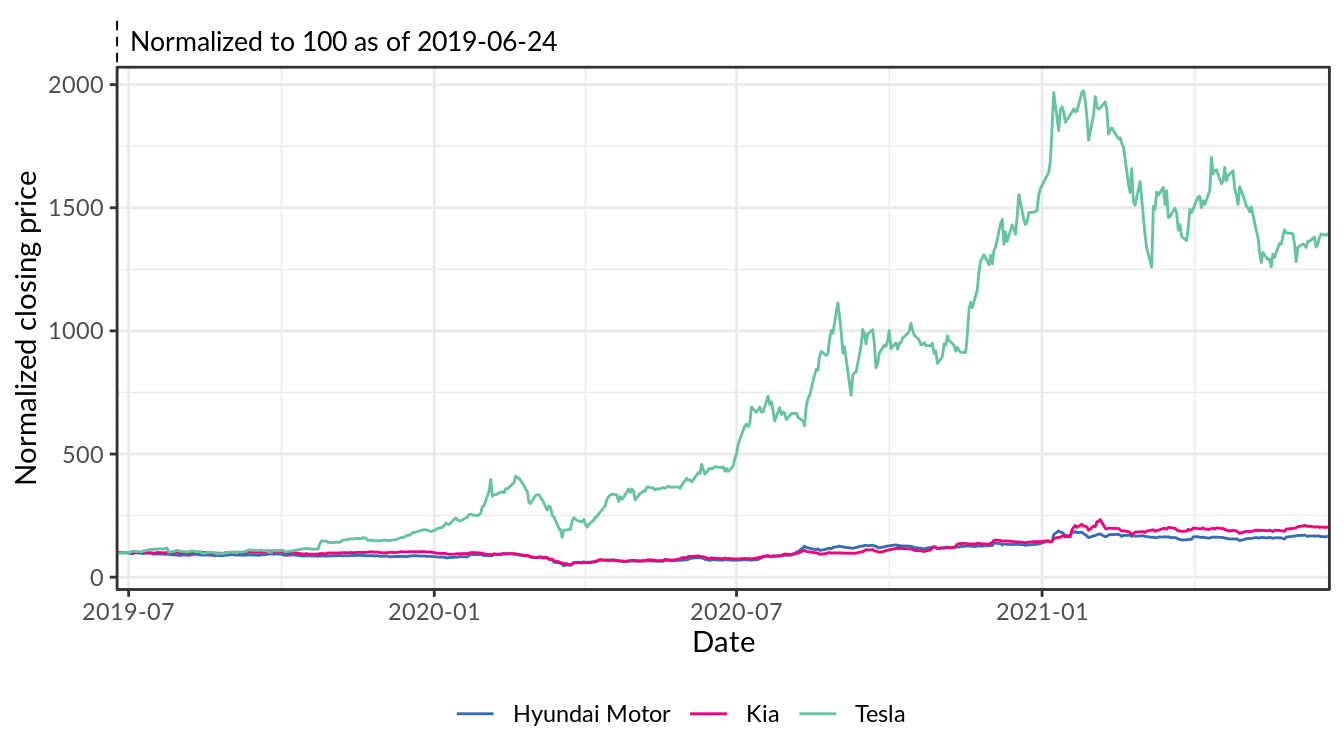 Normalized to 100 as of 2019-06-24
Normalized closing price
2000
1500
1000
500
0
2019-07
2020-01
2020-07
2021-01
Date
Hyundai Motor
Kia
Tesla